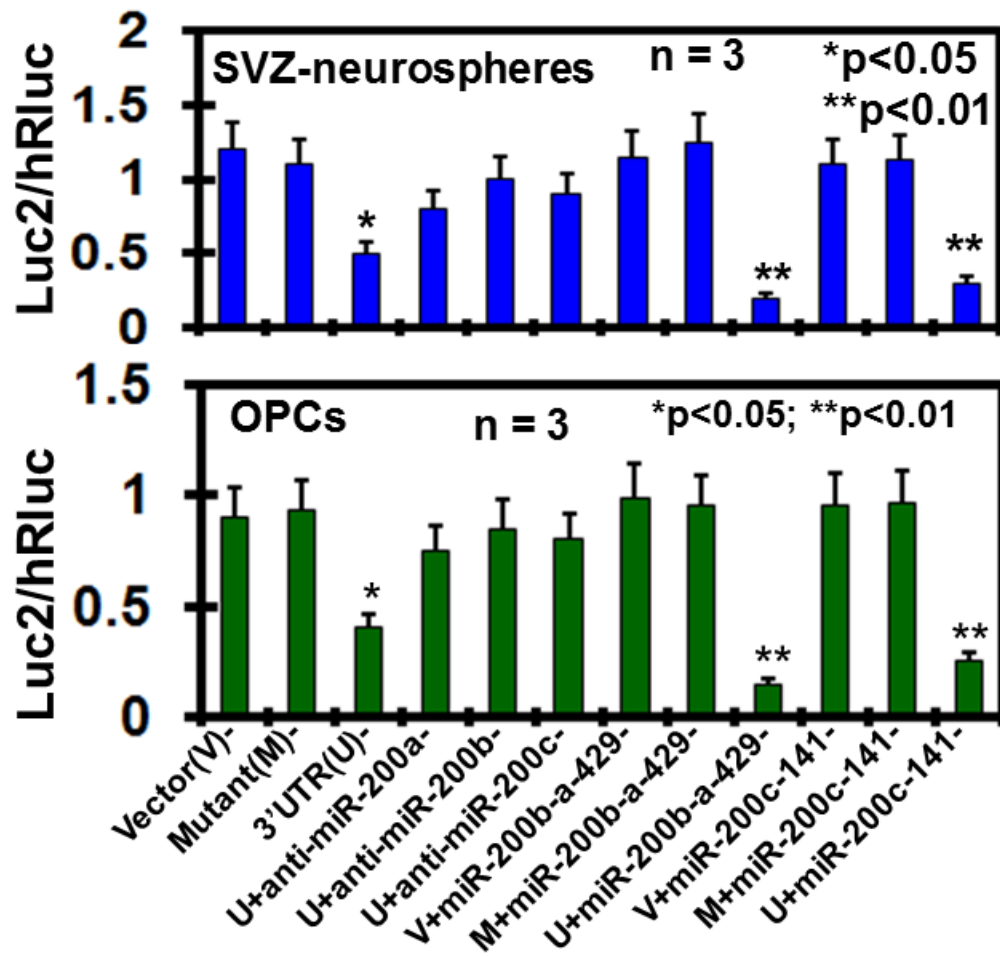 Luc2/hRluc
2
1.5
1
0.5
0
SVZ-neurospheres
n = 3
*p<0.05
**p<0.01
*
**
**
Luc2/hRluc
1.5
1
0.5
0
OPCs
n = 3
*p<0.05; **p<0.01
*
**
**
Vector(V)-
Mutant(M)-
3’UTR(U)-
U+anti-miR-200a-
U+anti-miR-200b-
U+anti-miR-200c-
V+miR-200b-a-429-
M+miR-200b-a-429-
U+miR-200b-a-429-
V+miR-200c-141-
M+miR-200c-141-
U+miR-200c-141-